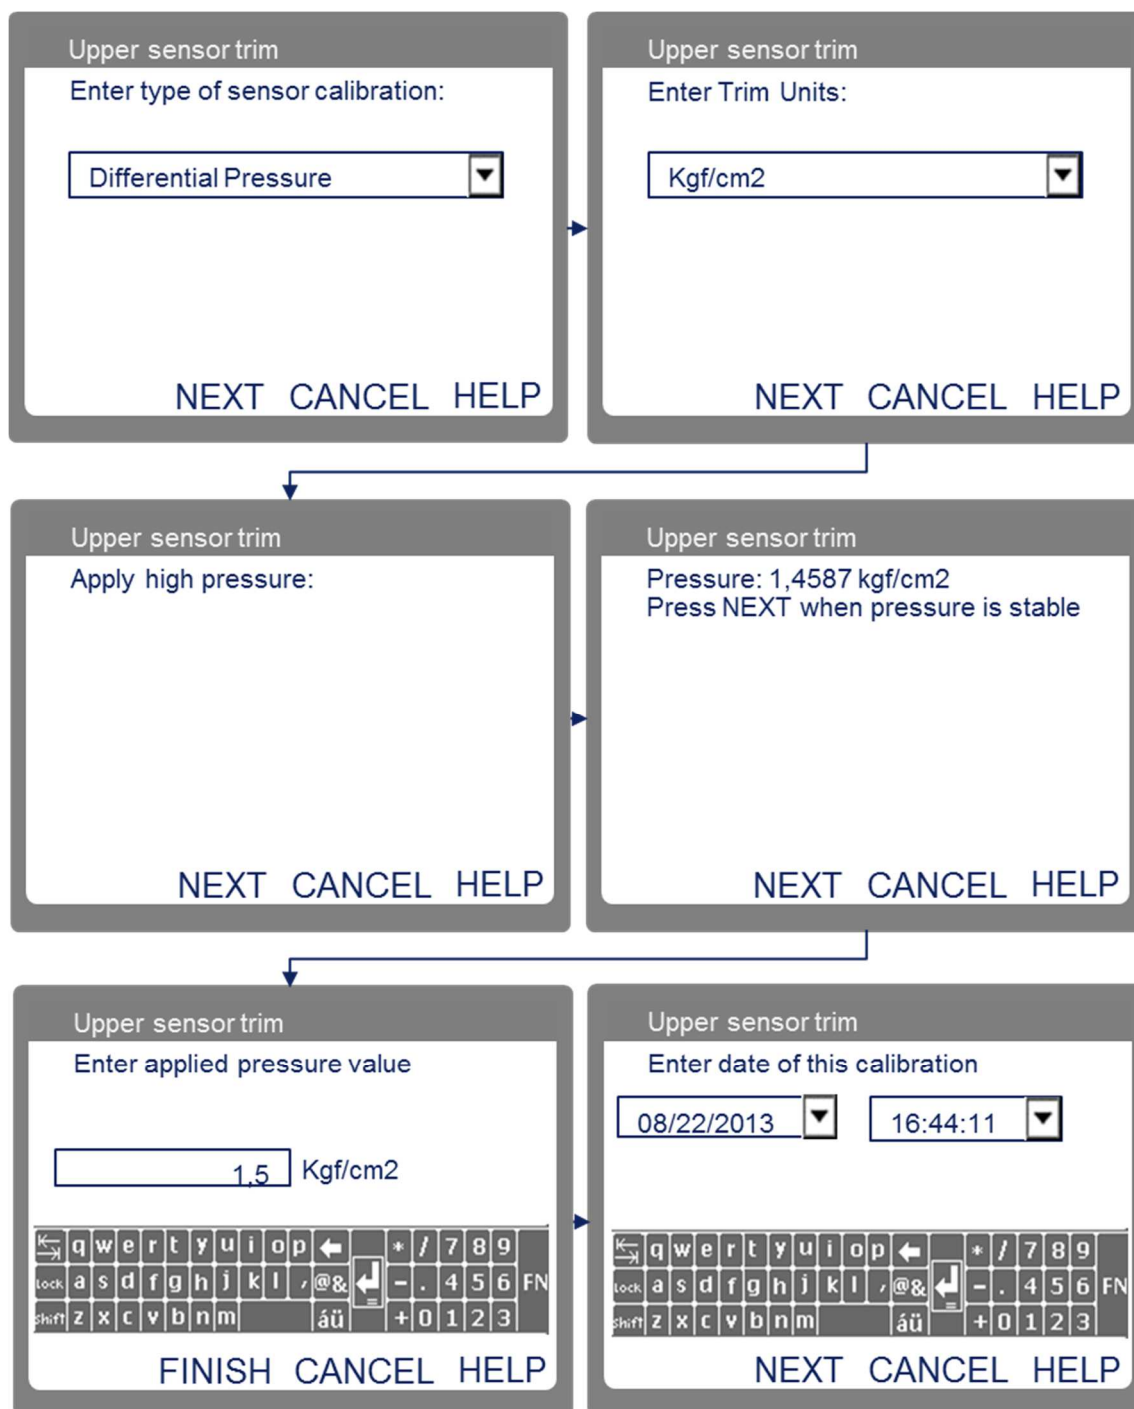 Upper sensor trim
Enter type of sensor calibration:
Differential Pressure
NEXT CANCEL HELP
Upper sensor trim
Enter Trim Units:
Kgf/cm2
NEXT CANCEL HELP
Upper sensor trim
Apply high pressure:
NEXT CANCEL HELP
Upper sensor trim
Pressure: 1,4587 kgf/cm2
Press NEXT when pressure is stable
NEXT CANCEL HELP
Upper sensor trim
Enter applied pressure value
1,5 Kgf/cm2
q w e r t y u i o p * / 7 8 9
Lock a s d f g h j k l , @& - . 4 5 6 FN
Shift z x c v b n m áü + 0 1 2 3
FINISH CANCEL HELP
Upper sensor trim
Enter date of this calibration
08/22/2013 16:44:11
q w e r t y u i o p * / 7 8 9
Lock a s d f g h j k l , @& - . 4 5 6 FN
Shift z x c v b n m áü + 0 1 2 3
NEXT CANCEL HELP